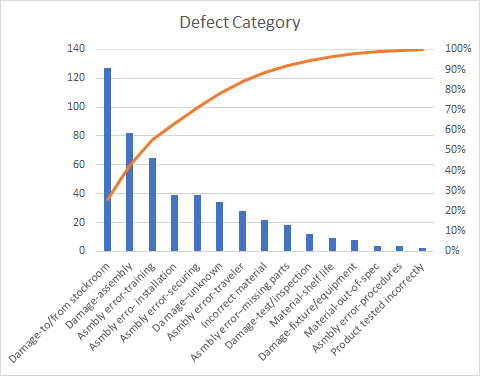 Defect Category
140
120
100
80
60
40
20
0
100%
90%
80%
70%
60%
50%
40%
30%
20%
10%
0%
Damage-to/from stockroom
Damage-assembly
Asmbly error-training
Asmbly erro- installation
Asmbly error-securing
Damage--unknown
Asmbly error-traveler
Incorrect material
Asmbly error--missing parts
Damage-test/inspection
Material-shelf life
Damage-fixture/equipment
Material-out-of-spec
Asmbly error-procedures
Product tested incorrectly